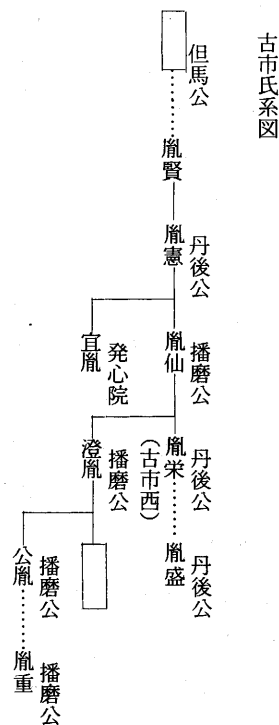 古市氏系図
但馬公
胤賢
丹後公
胤憲
播磨公
胤仙
発心院
宣胤
丹後公
胤栄
(古市西)
播磨公
澄胤
丹後公
胤盛
播磨公
公胤
播磨公
胤重